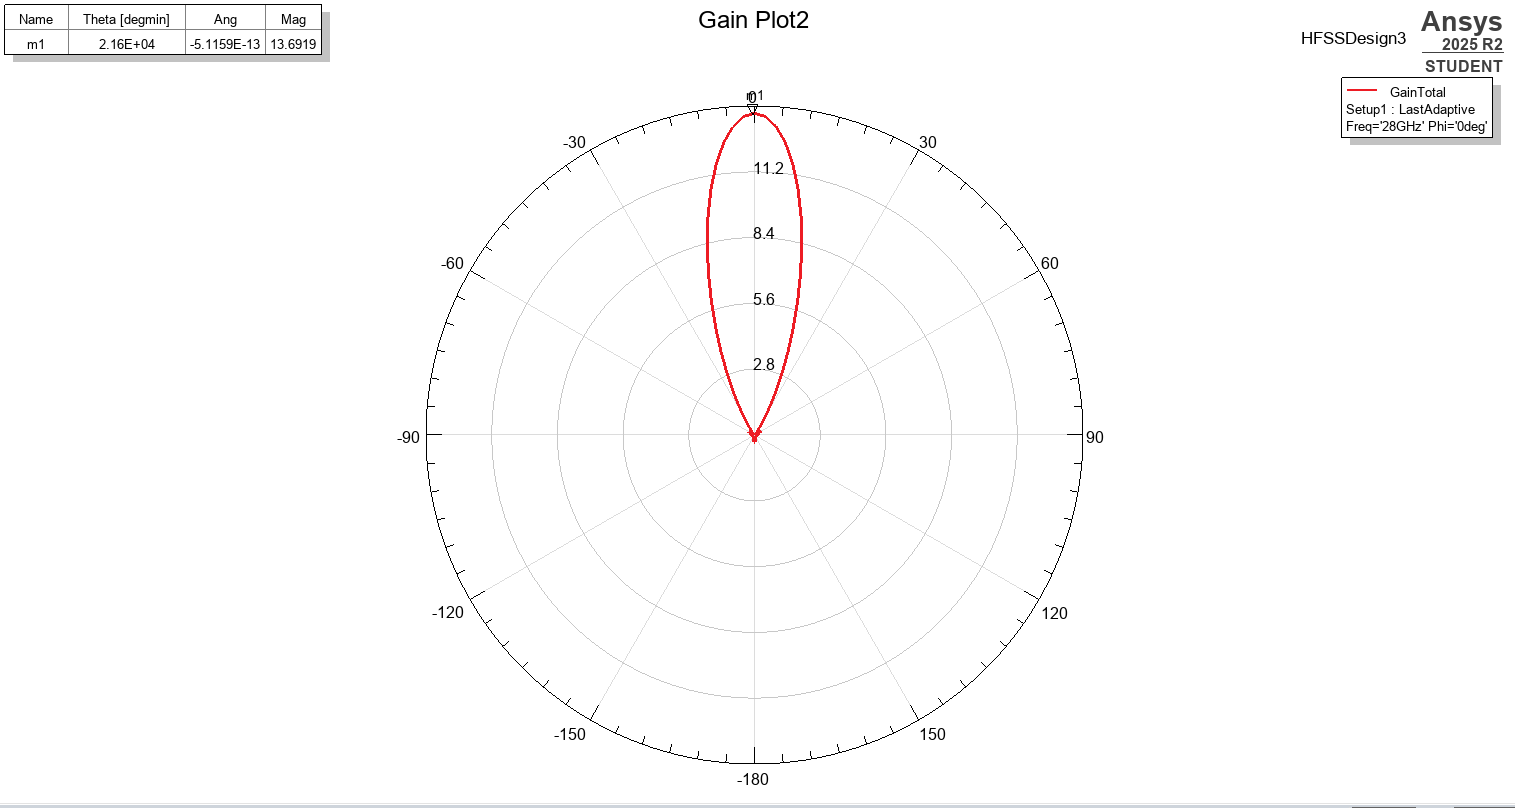 Name Theta [degmin] Ang Mag
m1 2.16E+04 -5.1159E-13 13.6919
Gain Plot2
HFSSDesign3
Ansys
2025 R2
STUDENT
GainTotal
Setup1 : LastAdaptive
Freq='28GHz' Phi='0deg'
m1
0
-30
30
11.2
8.4
-60
60
5.6
2.8
-90
90
-120
120
-150
150
-180